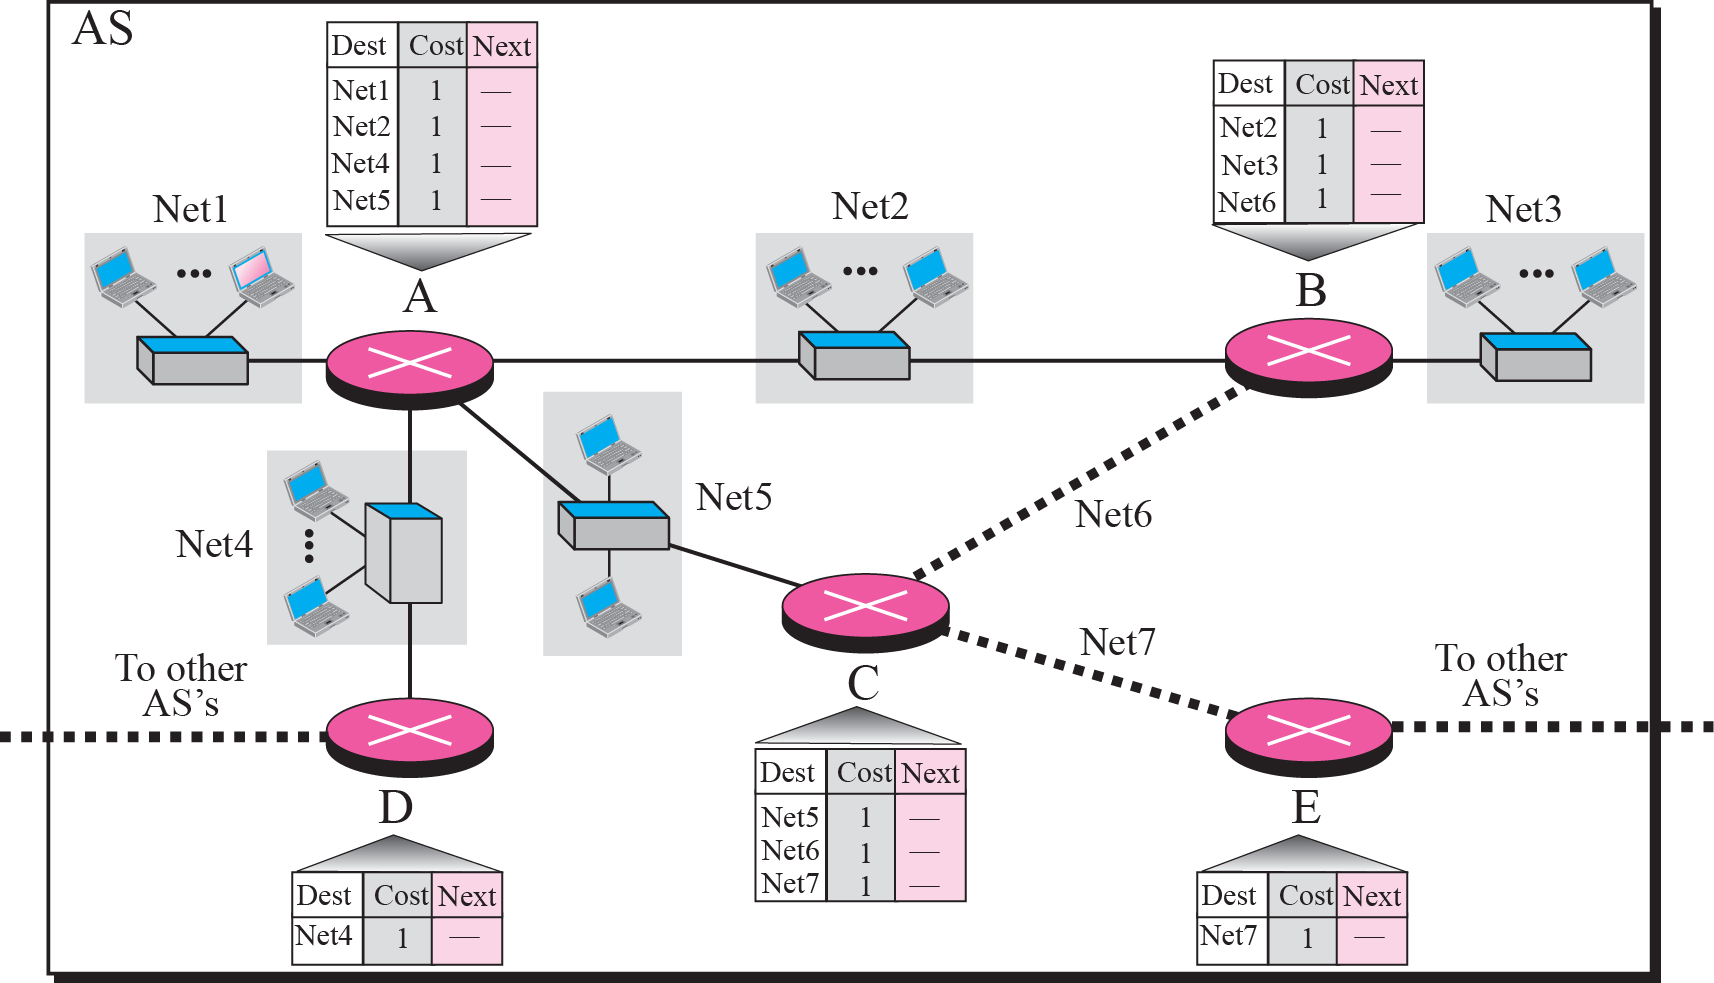 AS
Dest Cost Next
Net1 1 —
Net2 1 —
Net4 1 —
Net5 1 —
Dest Cost Next
Net2 1 —
Net3 1 —
Net6 1 —
Net1
Net2
Net3
A
B
Net4
Net5
Net6
Net7
To other
AS’s
To other
AS’s
C
Dest Cost Next
Net5 1 —
Net6 1 —
Net7 1 —
D
Dest Cost Next
Net4 1 —
E
Dest Cost Next
Net7 1 —